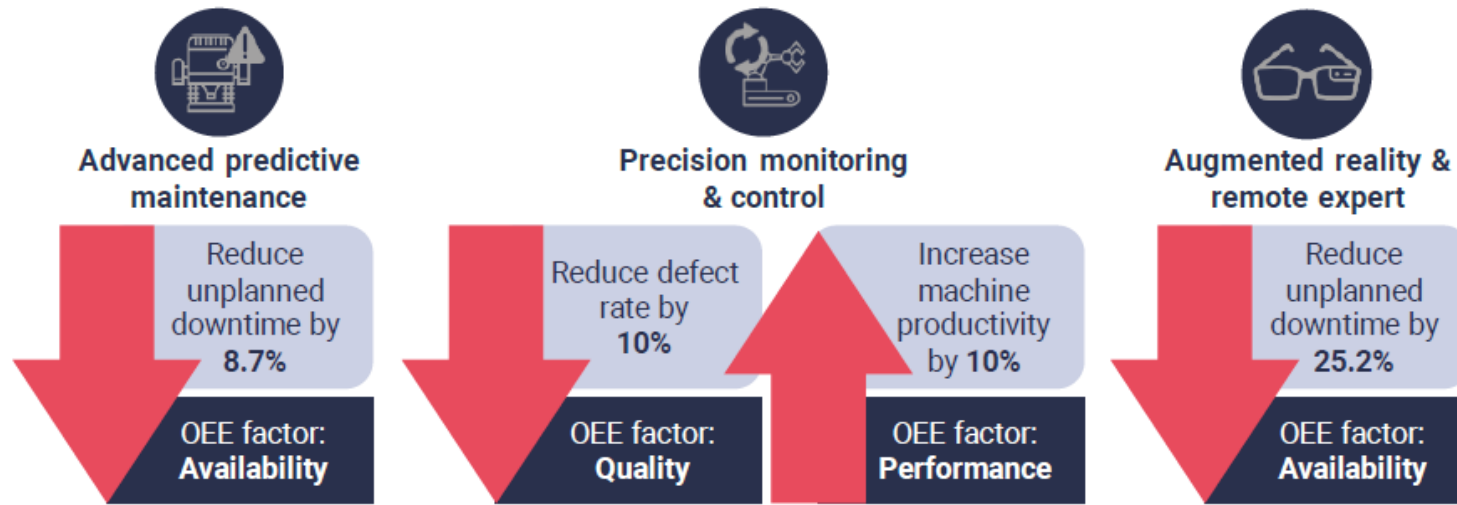 Advanced predictive
maintenance
Reduce
unplanned
downtime by
8.7%
OEE factor:
Availability
Precision monitoring
& control
Reduce defect
rate by
10%
OEE factor:
Quality
Increase
machine
productivity
by 10%
OEE factor:
Performance
Augmented reality &
remote expert
Reduce
unplanned
downtime by
25.2%
OEE factor:
Availability